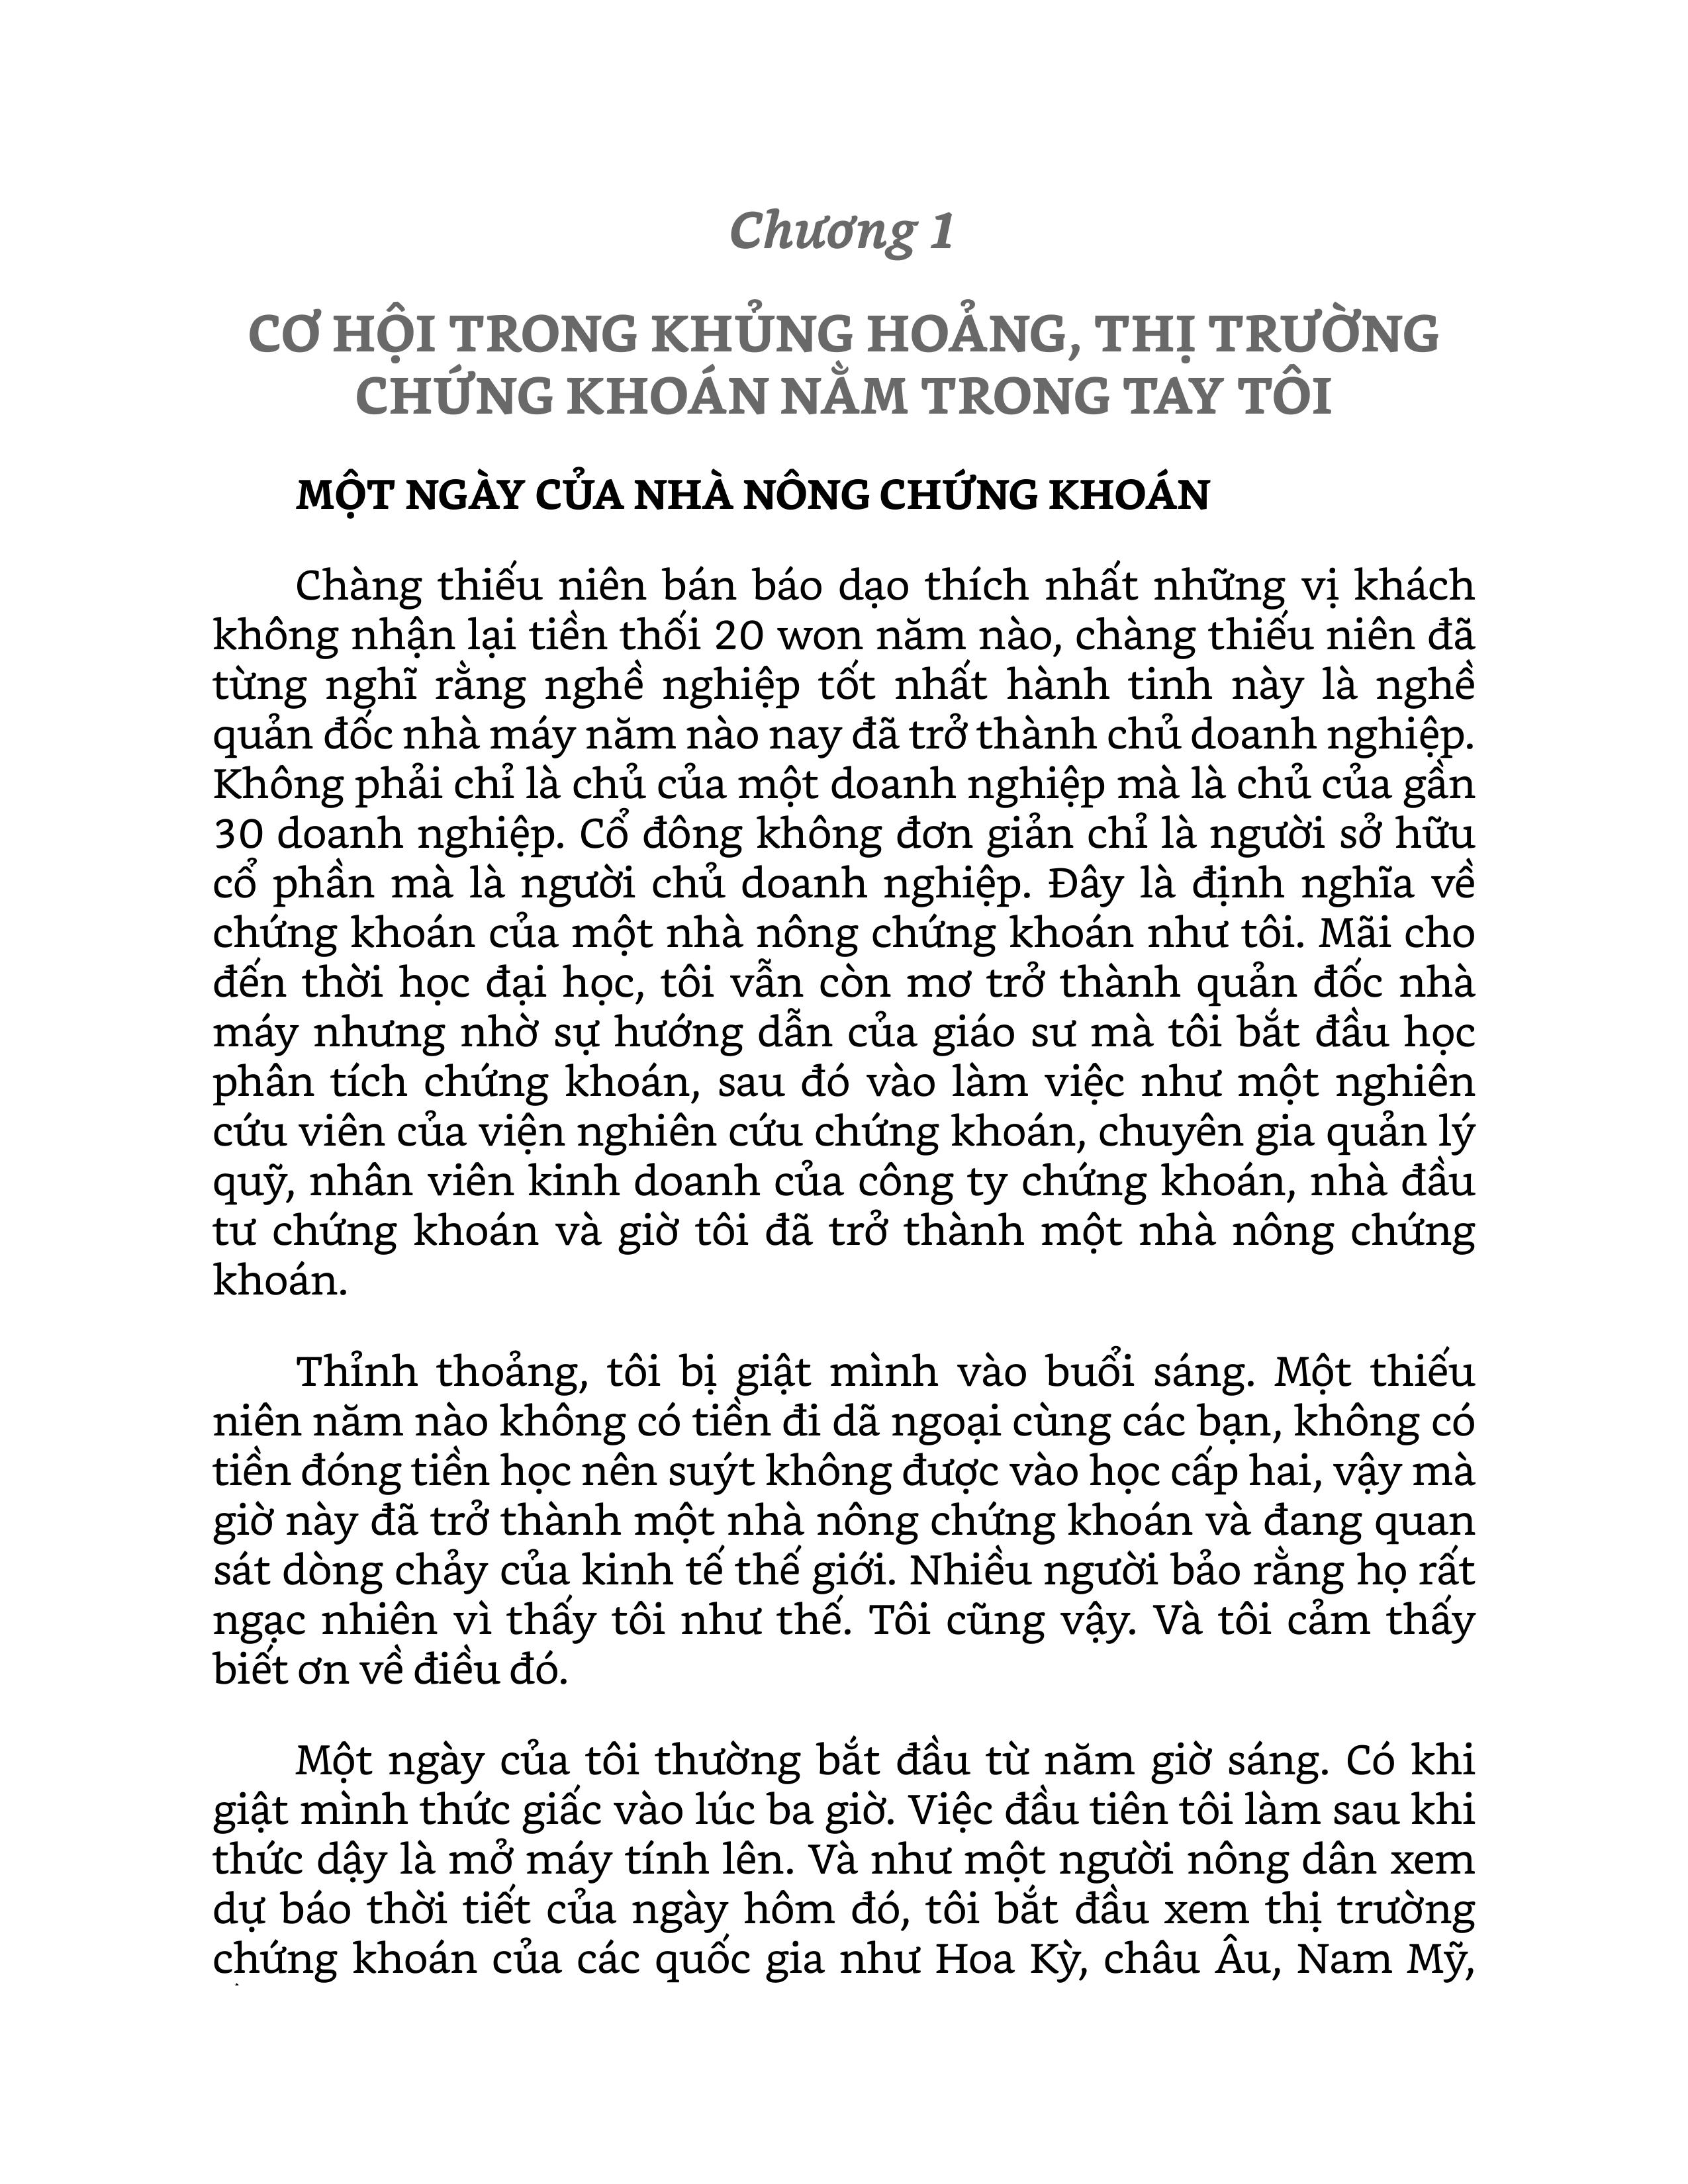 Chương 1
CƠ HỘI TRONG KHỦNG HOẢNG, THỊ TRƯỜNG
CHỨNG KHOÁN NẰM TRONG TAY TÔI
MỘT NGÀY CỦA NHÀ NÔNG CHỨNG KHOÁN
Chàng thiếu niên bán báo dạo thích nhất những vị khách
không nhận lại tiền thối 20 won năm nào, chàng thiếu niên đã
từng nghĩ rằng nghề nghiệp tốt nhất hành tinh này là nghề
quản đốc nhà máy năm nào nay đã trở thành chủ doanh nghiệp.
Không phải chỉ là chủ của một doanh nghiệp mà là chủ của gần
30 doanh nghiệp. Cổ đông không đơn giản chỉ là người sở hữu
cổ phần mà là người chủ doanh nghiệp. Đây là định nghĩa về
chứng khoán của một nhà nông chứng khoán như tôi. Mãi cho
đến thời học đại học, tôi vẫn còn mơ trở thành quản đốc nhà
máy nhưng nhờ sự hướng dẫn của giáo sư mà tôi bắt đầu học
phân tích chứng khoán, sau đó vào làm việc như một nghiên
cứu viên của viện nghiên cứu chứng khoán, chuyên gia quản lý
quỹ, nhân viên kinh doanh của công ty chứng khoán, nhà đầu
tư chứng khoán và giờ tôi đã trở thành một nhà nông chứng
khoán.
Thỉnh thoảng, tôi bị giật mình vào buổi sáng. Một thiếu
niên năm nào không có tiền đi dã ngoại cùng các bạn, không có
tiền đóng tiền học nên suýt không được vào học cấp hai, vậy mà
giờ này đã trở thành một nhà nông chứng khoán và đang quan
sát dòng chảy của kinh tế thế giới. Nhiều người bảo rằng họ rất
ngạc nhiên vì thấy tôi như thế. Tôi cũng vậy. Và tôi cảm thấy
biết ơn về điều đó.
Một ngày của tôi thường bắt đầu từ năm giờ sáng. Có khi
giật mình thức giấc vào lúc ba giờ. Việc đầu tiên tôi làm sau khi
thức dậy là mở máy tính lên. Và như một người nông dân xem
dự báo thời tiết của ngày hôm đó, tôi bắt đầu xem thị trường
chứng khoán của các quốc gia như Hoa Kỳ, châu Âu, Nam Mỹ,